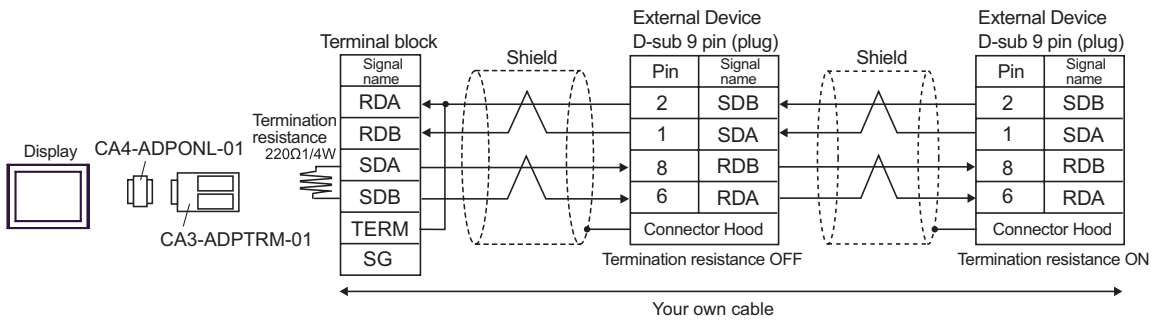 Display
CA4-ADPONL-01
CA3-ADPTRM-01
Termination
resistance
220Ω1/4W
Terminal block
Signal
name
RDA
RDB
SDA
SDB
TERM
SG
Shield
External Device
D-sub 9 pin (plug)
Pin Signal
name
2 SDB
1 SDA
8 RDB
6 RDA
Connector Hood
Termination resistance OFF
Shield
External Device
D-sub 9 pin (plug)
Pin Signal
name
2 SDB
1 SDA
8 RDB
6 RDA
Connector Hood
Termination resistance ON
Your own cable